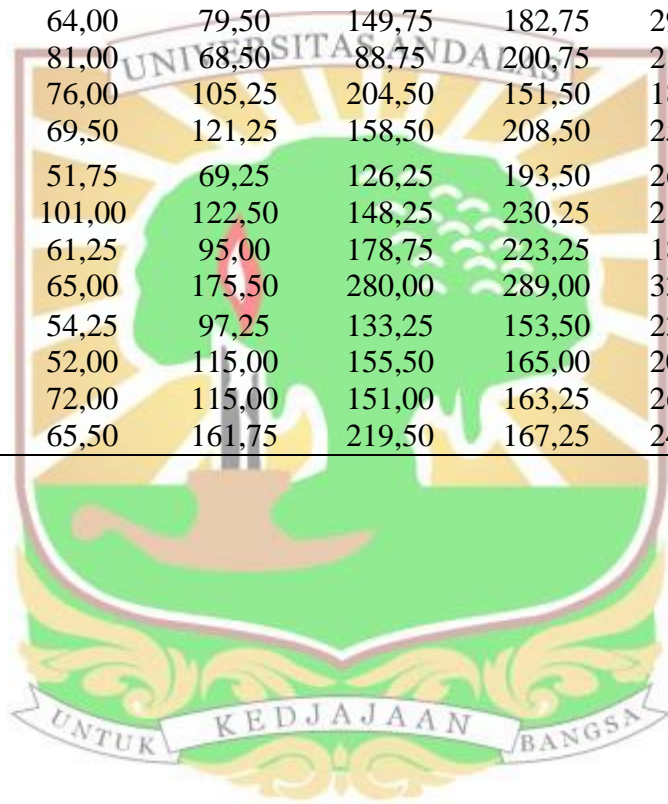 64,00 79,50 149,75 182,75
81,00 68,50 88,75 200,75
76,00 105,25 204,50 151,50
69,50 121,25 158,50 208,50
51,75 69,25 126,25 193,50
101,00 122,50 148,25 230,25
61,25 95,00 178,75 223,25
65,00 175,50 280,00 289,00
54,25 97,25 133,25 153,50
52,00 115,00 155,50 165,00
72,00 115,00 151,00 163,25
65,50 161,75 219,50 167,25
UNIVERSITAS ANDALAS
UNTUK KEDJAJAAN BANGSA